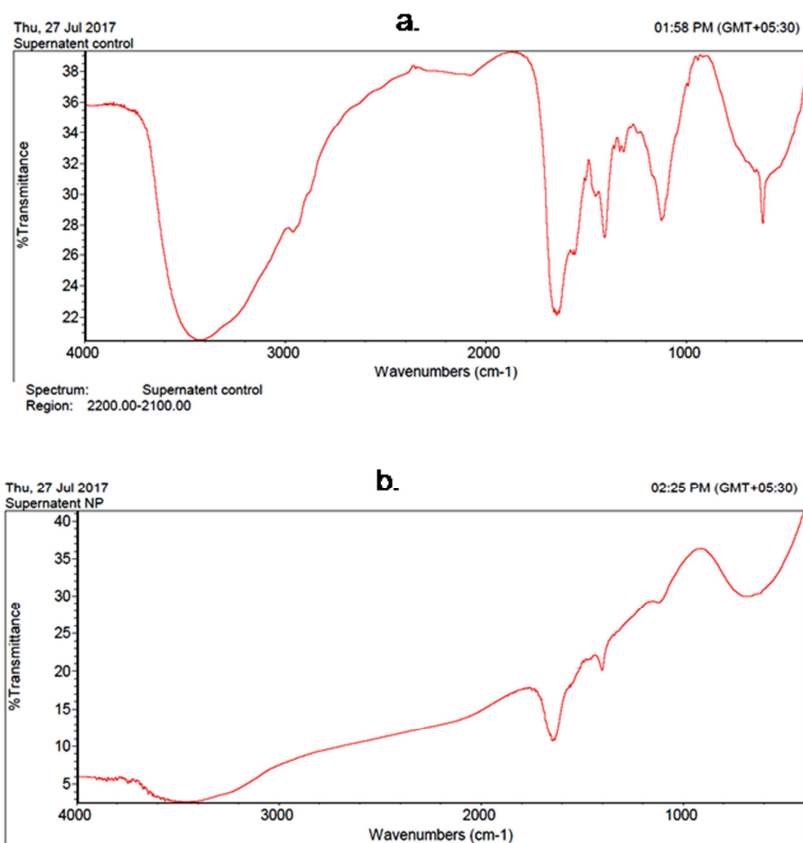 a.
Thu, 27 Jul 2017 01:58 PM (GMT+05:30)
Supernatent control
38
36
34
32
30
28
26
24
22
%Transmittance
4000 3000 2000 1000
Wavenumbers (cm-1)
Spectrum: Supernatent control
Region: 2200.00-2100.00
b.
Thu, 27 Jul 2017 02:25 PM (GMT+05:30)
Supernatent NP
40
35
30
25
20
15
10
5
%Transmittance
4000 3000 2000 1000
Wavenumbers (cm-1)